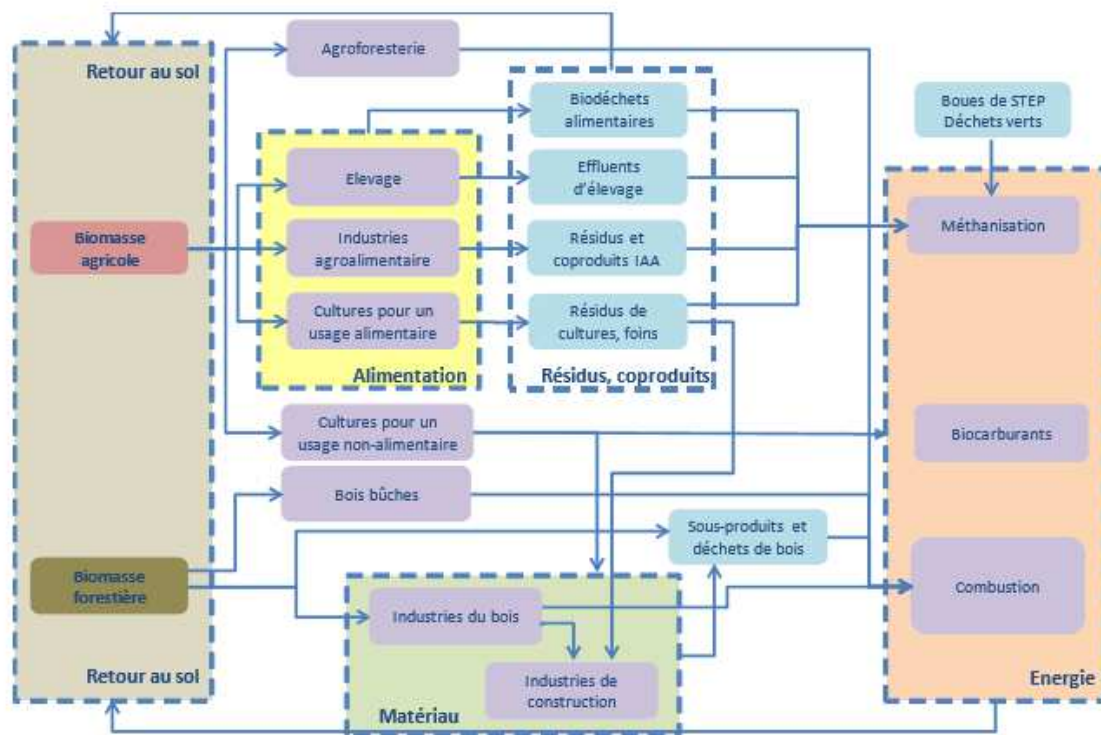 Retour au sol
Agroforesterie
Biodéchets
alimentaires
Boues de STEP
Déchets verts
Elevage
Effluents
d'élevage
Biomasse
agricole
Industries
agroalimentaire
Résidus et
coproduits IAA
Méthanisation
Cultures pour un
usage alimentaire
Résidus de
cultures, foins
Alimentation
Résidus, coproduits
Cultures pour un
usage non-alimentaire
Biocarburants
Bois bûches
Sous-produits et
déchets de bois
Biomasse
forestière
Combustion
Industries du bois
Retour au sol
Industries de
construction
Energie
Matériau